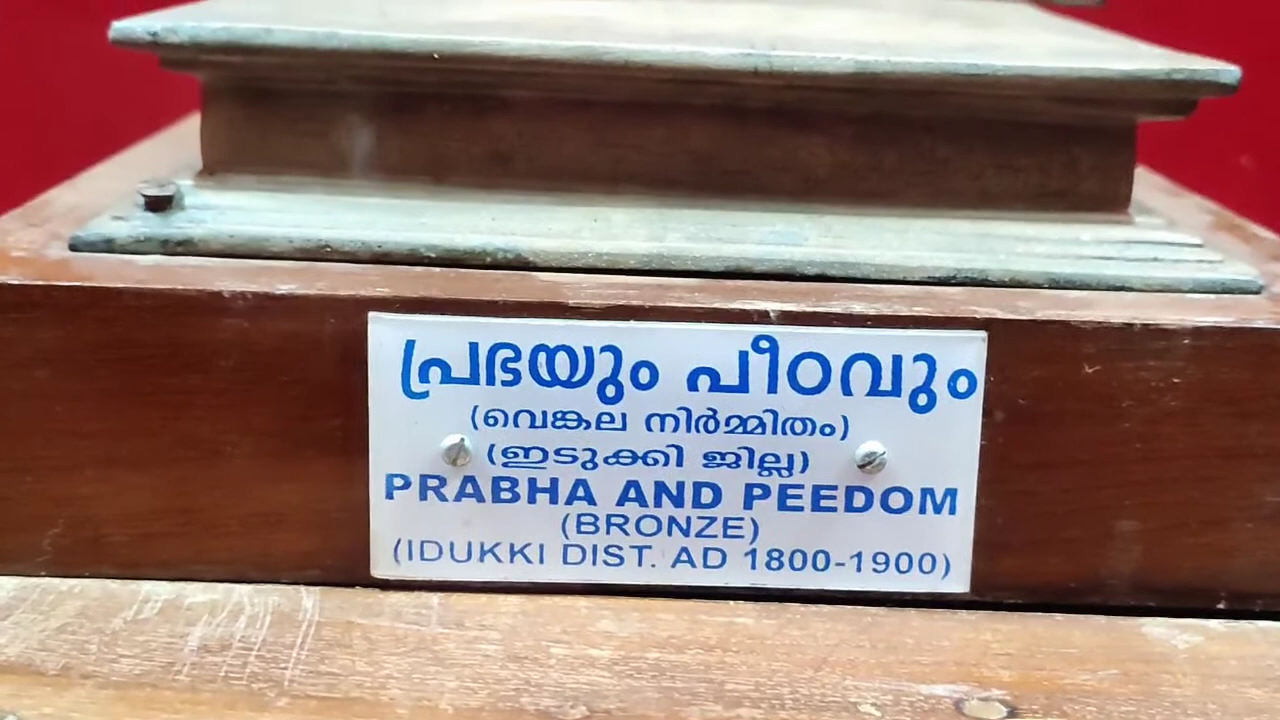 പ്രഭയും പീഠവും
(വെങ്കല നിർമ്മിതം)
(ഇടുക്കി ജില്ല)
PRABHA AND PEEDOM
(BRONZE)
(IDUKKI DIST. AD 1800-1900)